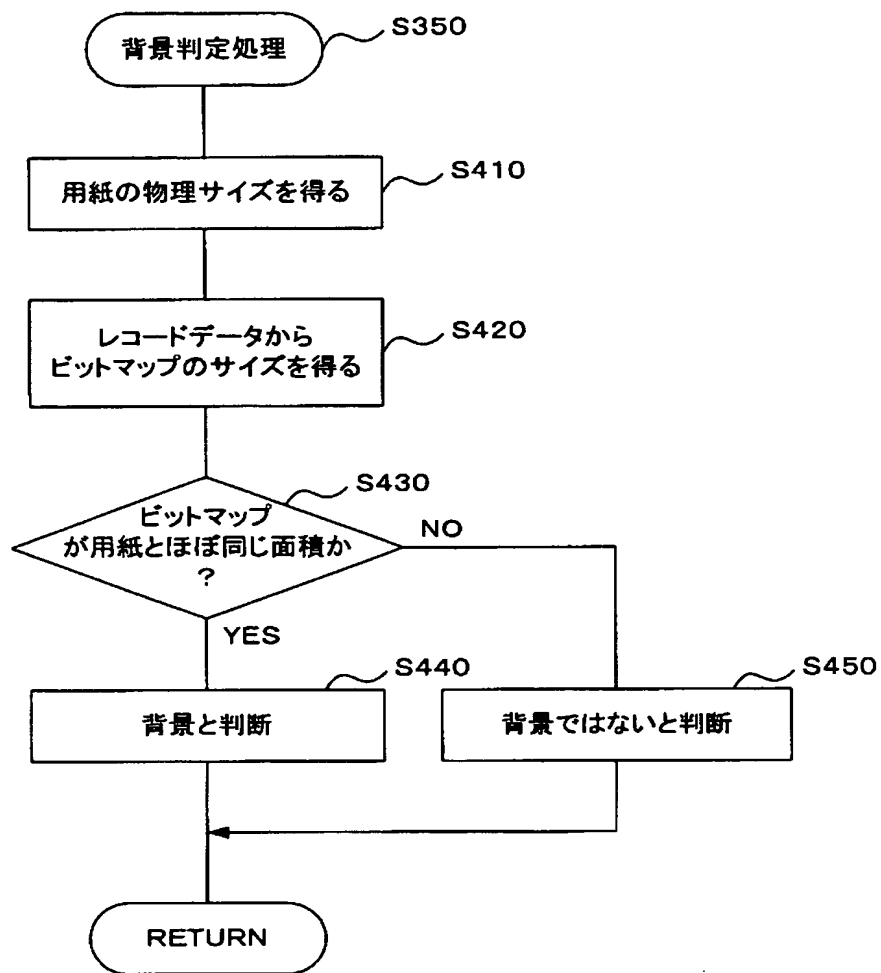 背景判定処理
S350
用紙の物理サイズを得る
S410
レコードデータから
ビットマップのサイズを得る
S420
S430
ビットマップ
が用紙とほぼ同じ面積か
?
NO
YES
S440
背景と判断
S450
背景ではないと判断
RETURN